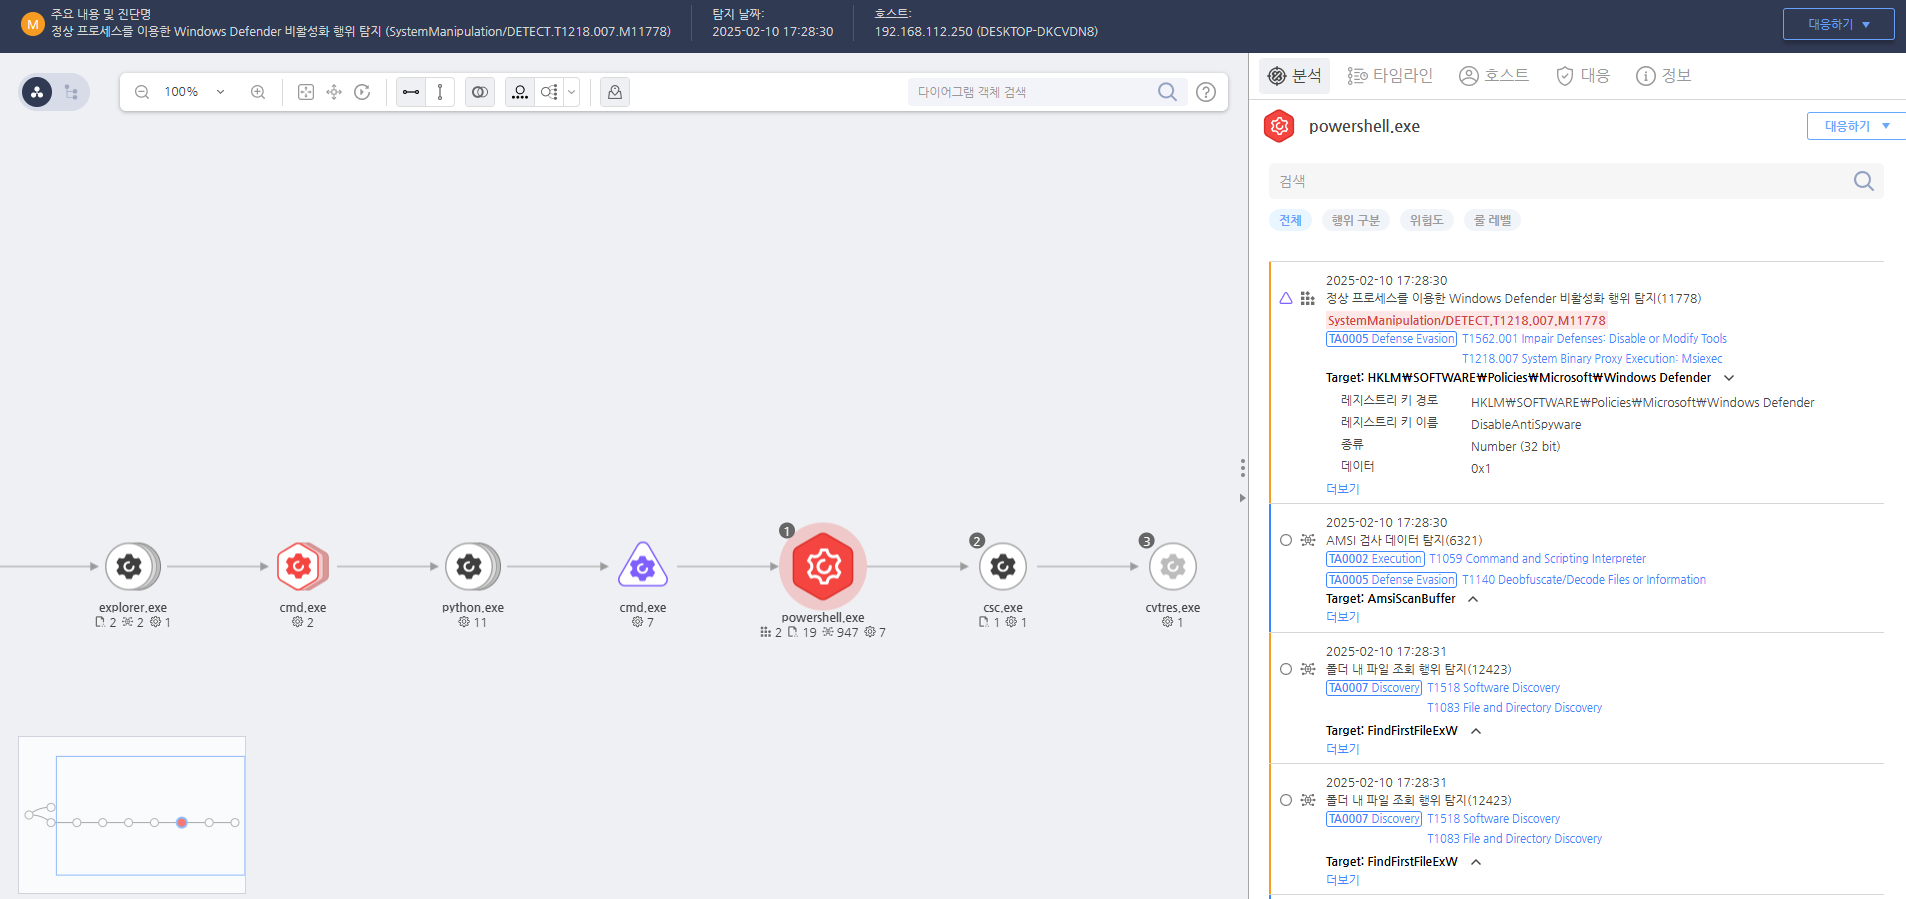 M
주요 내용 및 진단명
정상 프로세스를 이용한 Windows Defender 비활성화 행위 탐지 (SystemManipulation/DETECT.T1218.007.M11778)
탐지 날짜:
2025-02-10 17:28:30
호스트:
192.168.112.250 (DESKTOP-DKCVDN8)
대응하기
100%
다이어그램 객체 검색
explorer.exe
2 2 1
cmd.exe
2
python.exe
11
cmd.exe
7
1
powershell.exe
2 19 947 7
2
csc.exe
1 1
3
cvtres.exe
1
분석
타임라인
호스트
대응
정보
powershell.exe
대응하기
검색
전체
행위 구분
위험도
룰 레벨
2025-02-10 17:28:30
정상 프로세스를 이용한 Windows Defender 비활성화 행위 탐지(11778)
SystemManipulation/DETECT.T1218.007.M11778
TA0005 Defense Evasion T1562.001 Impair Defenses: Disable or Modify Tools
T1218.007 System Binary Proxy Execution: Msiexec
Target: HKLM₩SOFTWARE₩Policies₩Microsoft₩Windows Defender
레지스트리 키 경로 HKLM₩SOFTWARE₩Policies₩Microsoft₩Windows Defender
레지스트리 키 이름 DisableAntiSpyware
종류 Number (32 bit)
데이터 0x1
더보기
2025-02-10 17:28:30
AMSI 검사 데이터 탐지(6321)
TA0002 Execution T1059 Command and Scripting Interpreter
TA0005 Defense Evasion T1140 Deobfuscate/Decode Files or Information
Target: AmsiScanBuffer
더보기
2025-02-10 17:28:31
폴더 내 파일 조회 행위 탐지(12423)
TA0007 Discovery T1518 Software Discovery
T1083 File and Directory Discovery
Target: FindFirstFileExW
더보기
2025-02-10 17:28:31
폴더 내 파일 조회 행위 탐지(12423)
TA0007 Discovery T1518 Software Discovery
T1083 File and Directory Discovery
Target: FindFirstFileExW
더보기